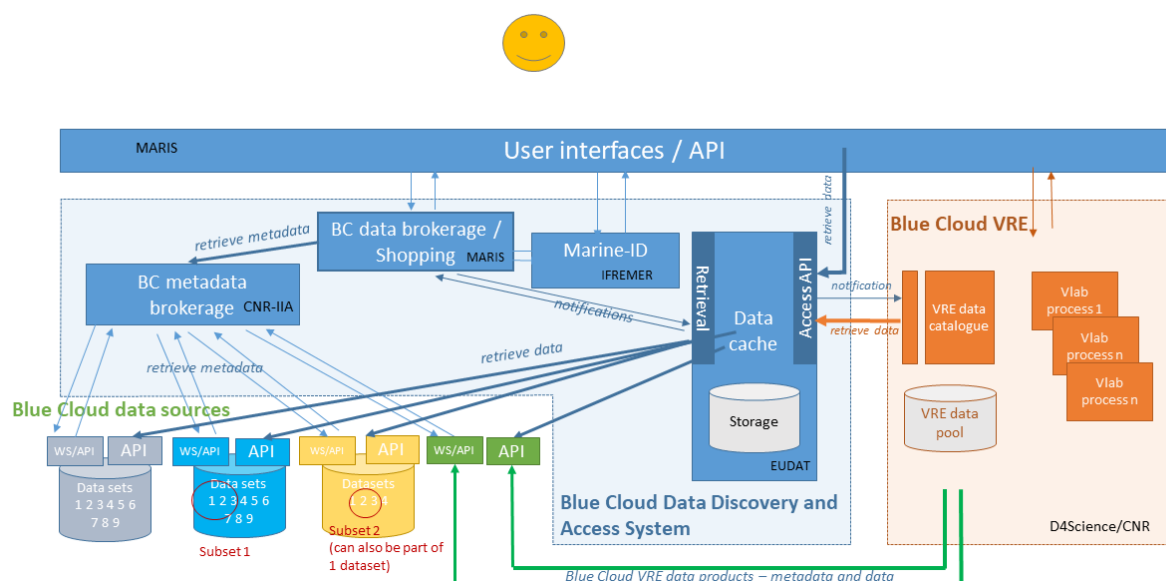 MARIS
User interfaces / API
retrieve data
Blue Cloud VRE
BC data brokerage /
Shopping
MARIS
retrieve metadata
Marine-ID
IFREMER
BC metadata
brokerage
CNR-IIA
Retrieval
Data
cache
Access API
notifications
notification
retrieve data
VRE data
catalogue
Vlab
process 1
Vlab
process n
Vlab
process n
retrieve data
retrieve metadata
Storage
EUDAT
VRE data
pool
Blue Cloud data sources
WS/API
API
WS/API
API
WS/API
API
WS/API
API
Data sets
1 2 3 4 5 6
7 8 9
Data sets
1 2 3 4 5 6
7 8 9
Datasets
1 2 3 4
Subset 1
Subset 2
(can also be part of
1 dataset)
Blue Cloud Data Discovery and
Access System
D4Science/CNR
Blue Cloud VRE data products – metadata and data